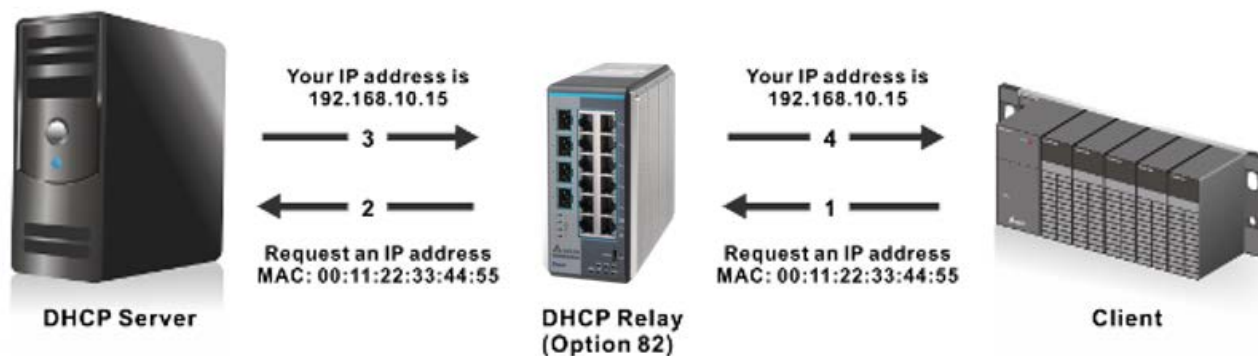 Your IP address is
192.168.10.15
3
2
Request an IP address
MAC: 00:11:22:33:44:55
DHCP Server
Your IP address is
192.168.10.15
4
1
Request an IP address
MAC: 00:11:22:33:44:55
DHCP Relay
(Option 82)
Client